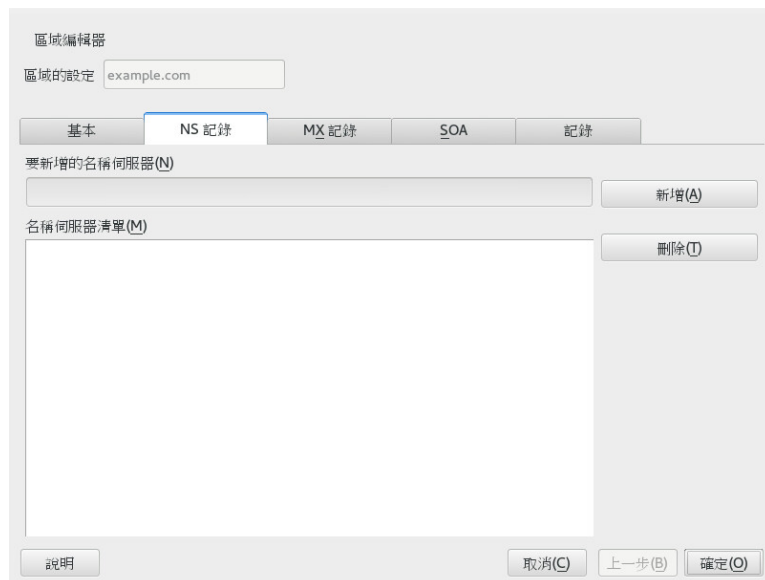 區域編輯器
區域的設定 example.com
基本 NS 記錄 MX 記錄 SOA 記錄
要新增的名稱伺服器(N)
新增(A)
名稱伺服器清單(M)
刪除(T)
說明 取消(C) 上一步(B) 確定(O)